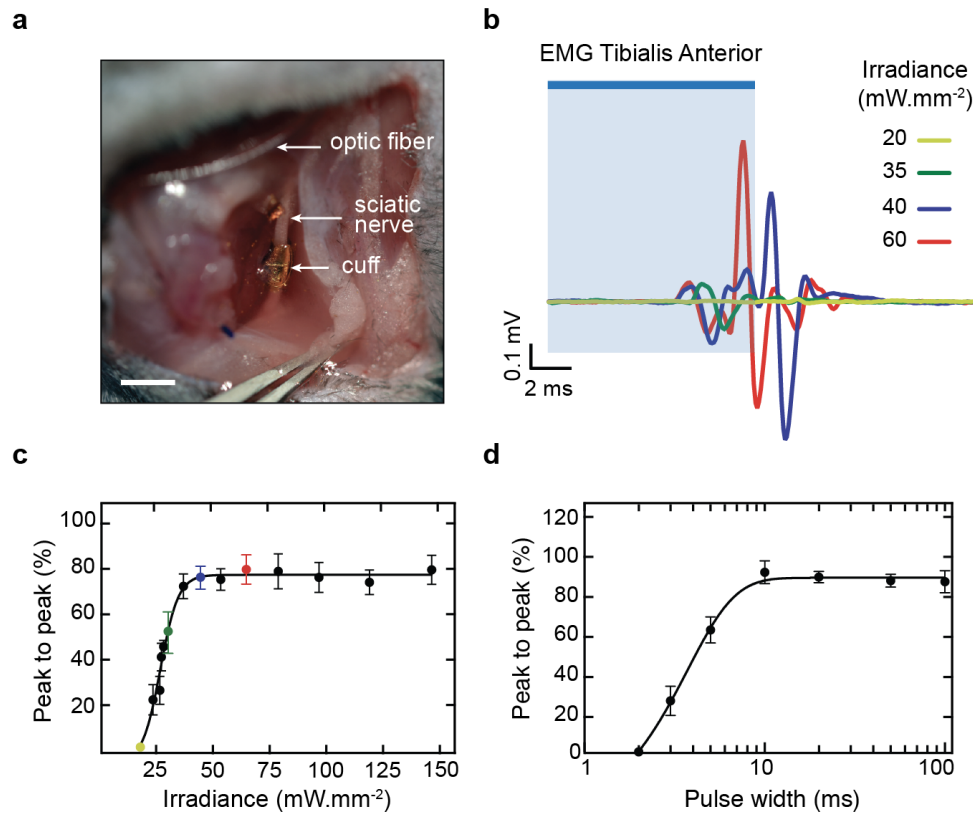 a
optic fiber
sciatic
nerve
cuff
b
EMG Tibialis Anterior
Irradiance
(mW.mm-2)
20
35
40
60
0.1 mV
2 ms
c
Peak to peak (%)
100
80
60
40
20
25
50
75
100
125
150
Irradiance (mW.mm-2)
d
Peak to peak (%)
120
100
80
60
40
20
0
1
10
100
Pulse width (ms)